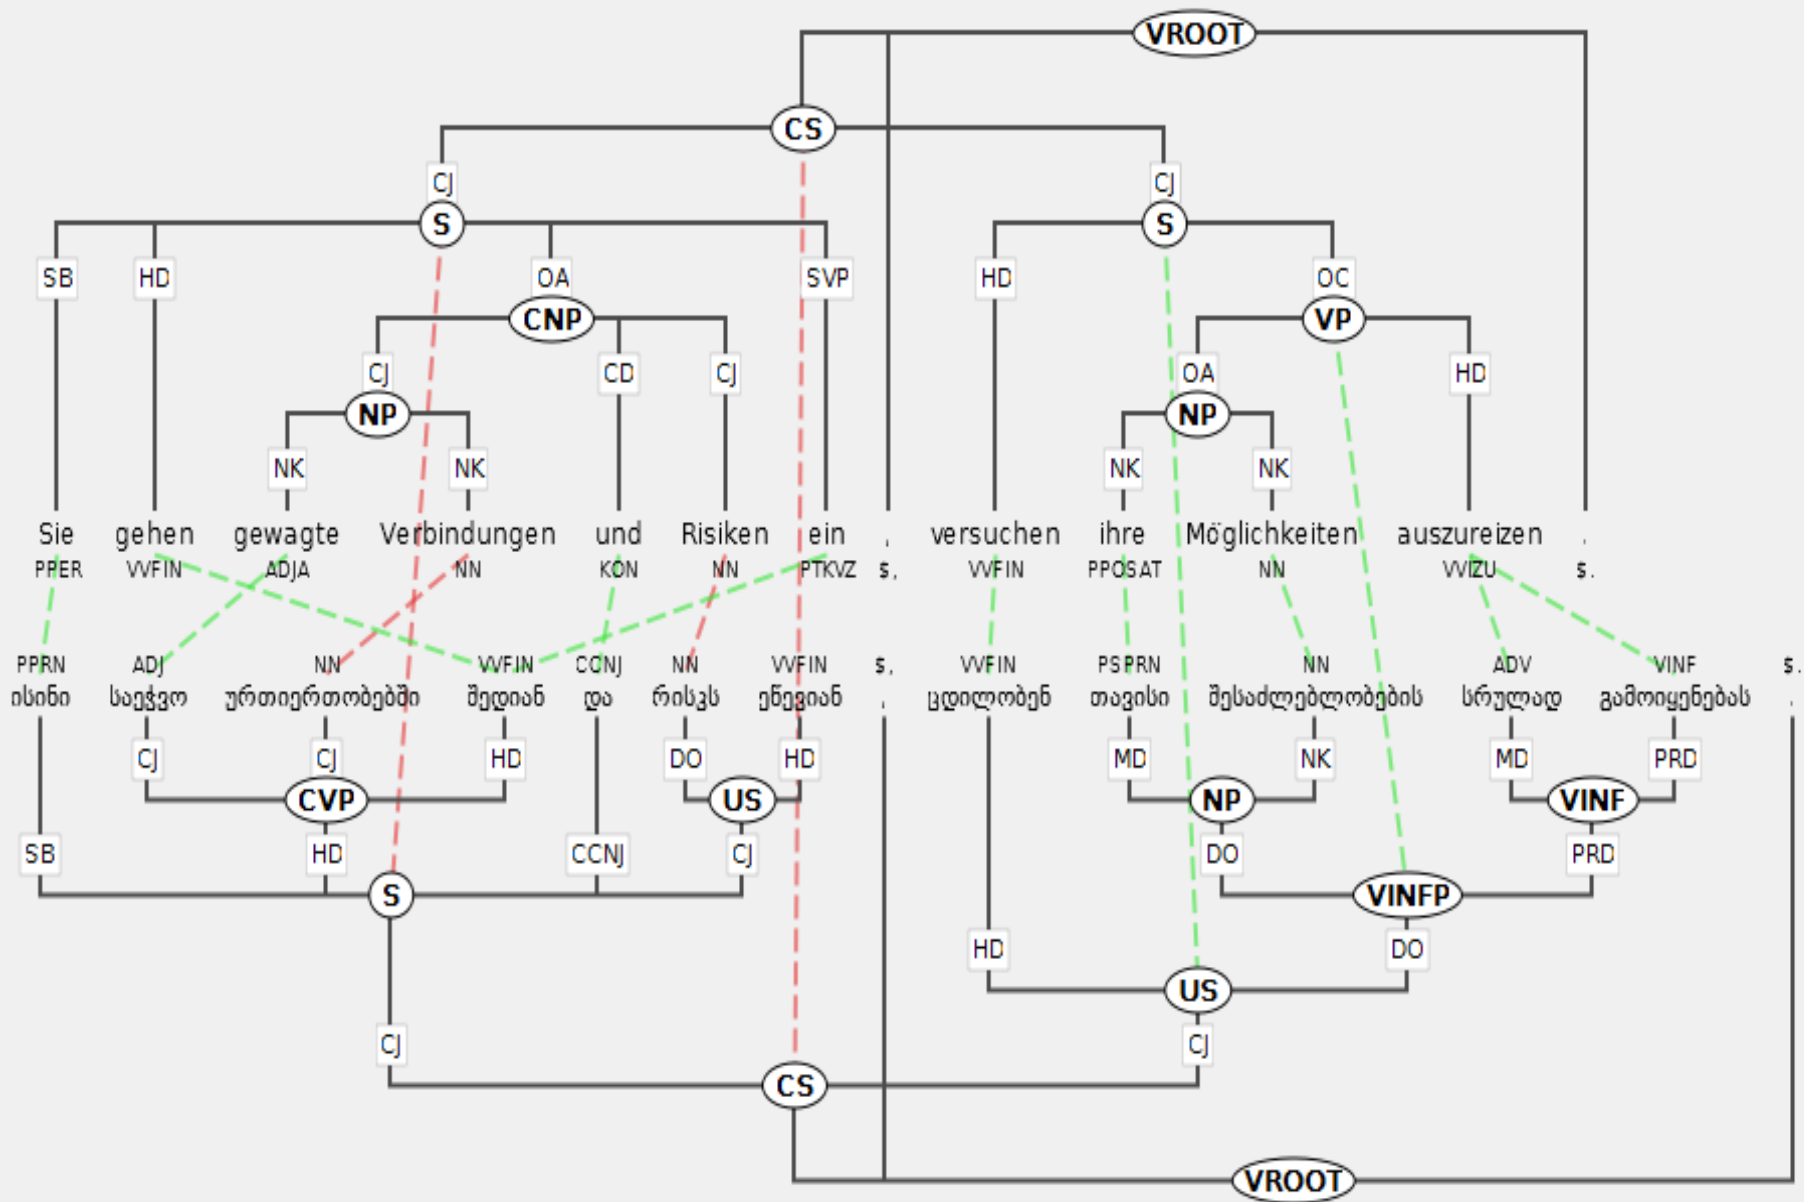 VROOT
CS
CJ CJ
S S
SB HD OA SVP HD OC
CNP VP
CJ CD CJ OA HD
NP NP
NK NK NK NK
Sie gehen gewagte Verbindungen und Risiken ein , versuchen ihre Möglichkeiten auszureizen .
PPER VVFIN ADJA NN KON NN PTKVZ $, VVFIN PPOSAT NN VVIZU $.
PPRN ADJ NN VVFIN CCNJ NN VVFIN $, VVFIN PSPRN NN ADV VINF $.
ისინი საეჭვო ურთიერთობებში შედიან და რისკს ეწევიან , ცდილობენ თავისი შესაძლებლობების სრულად გამოიყენებას .
CJ CJ HD DO HD MD NK MD PRD
CVP US NP VINF
SB HD CCNJ CJ DO PRD
S VINFP
HD DO
US
CJ CJ
CS
VROOT